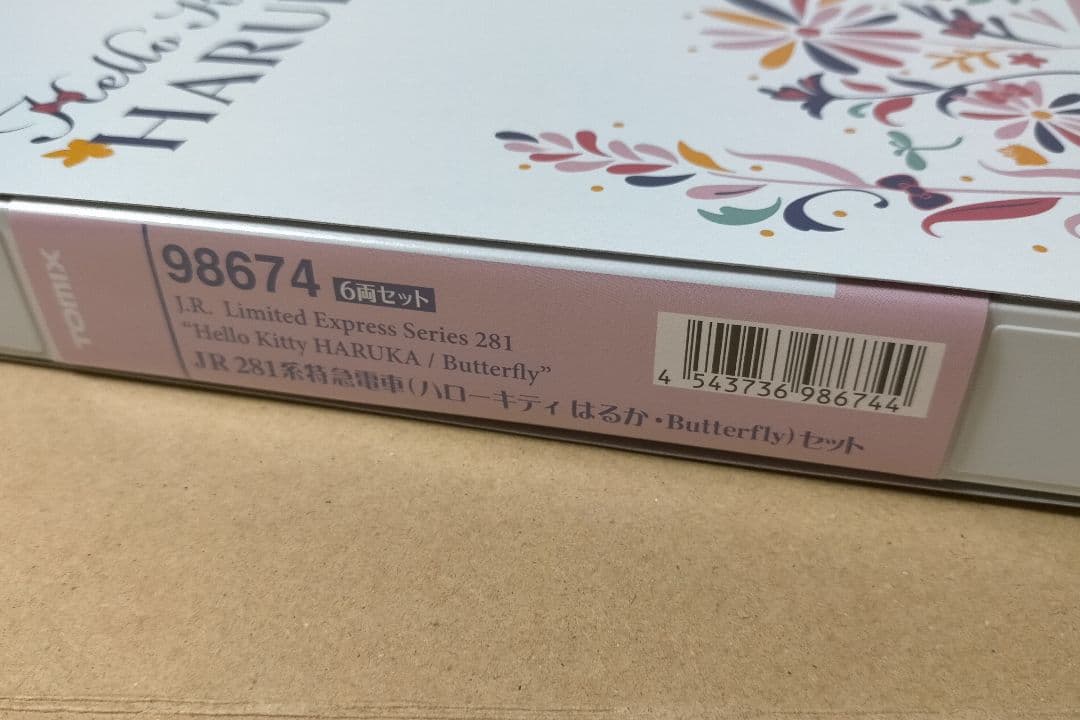 Hello
HARU
TOMIX
98674 6両セット
J.R. Limited Express Series 281
"Hello Kitty HARUKA / Butterfly"
JR 281系特急電車(ハローキティ はるか・Butterfly)セット
4 543736 986744